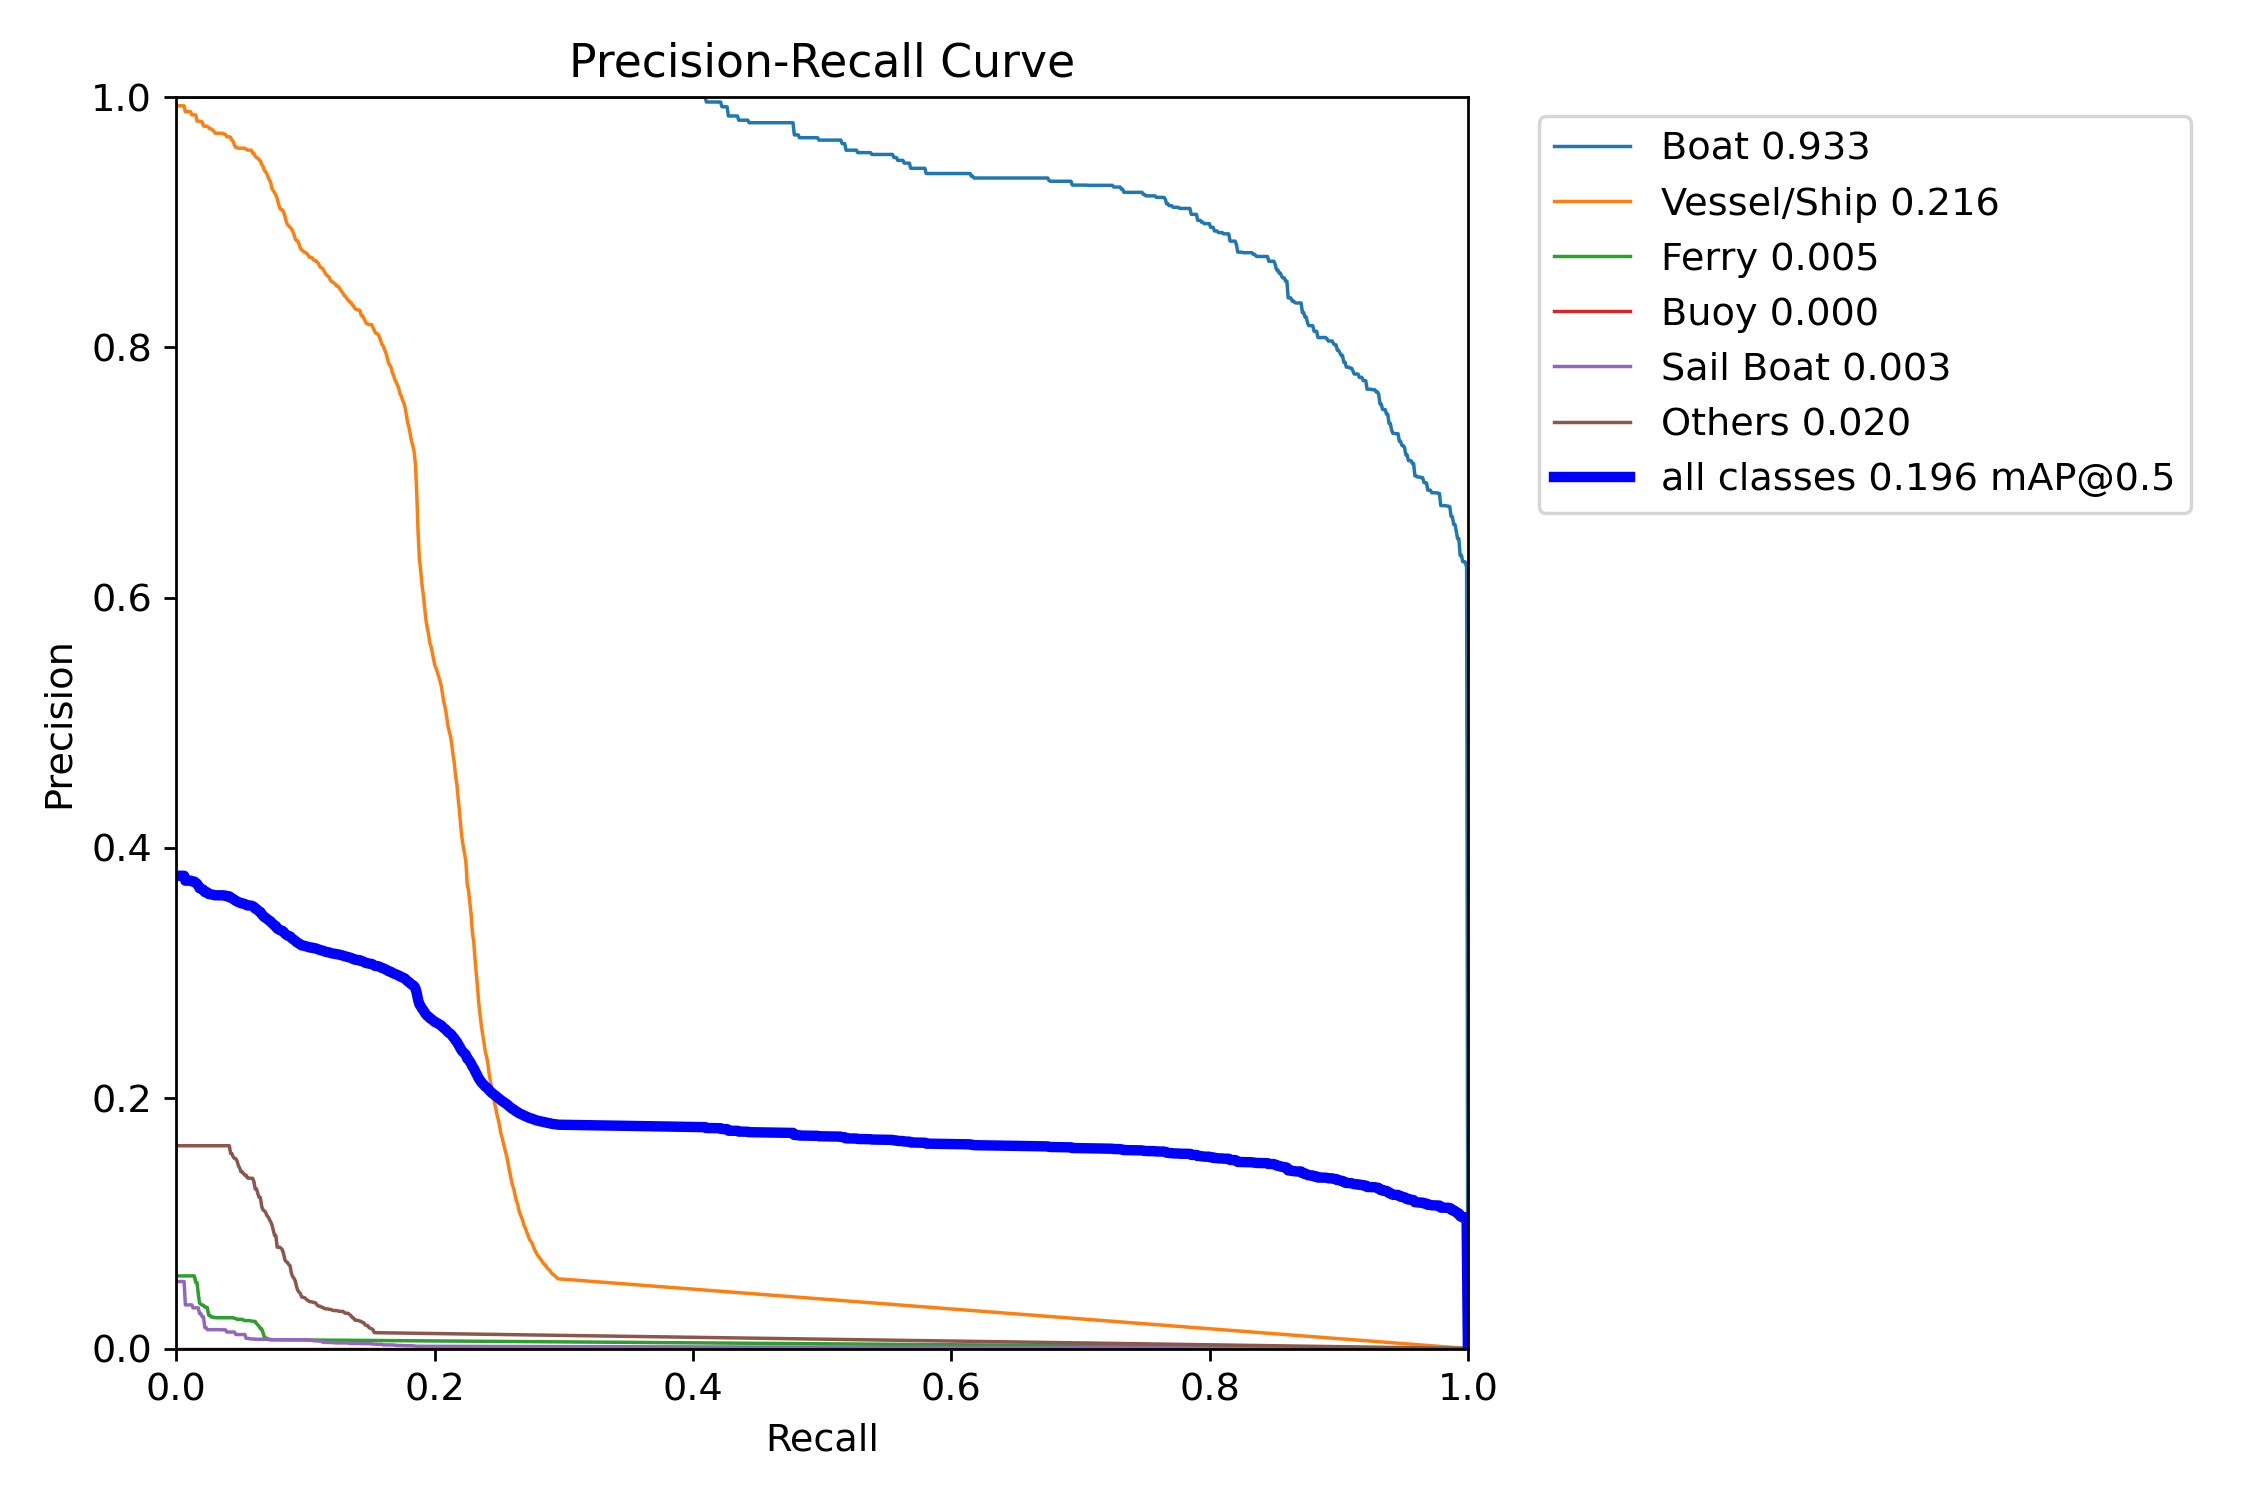 Precision-Recall Curve
1.0
0.8
0.6
0.4
0.2
0.0
Precision
0.0 0.2 0.4 0.6 0.8 1.0
Recall
Boat 0.933
Vessel/Ship 0.216
Ferry 0.005
Buoy 0.000
Sail Boat 0.003
Others 0.020
all classes 0.196 mAP@0.5